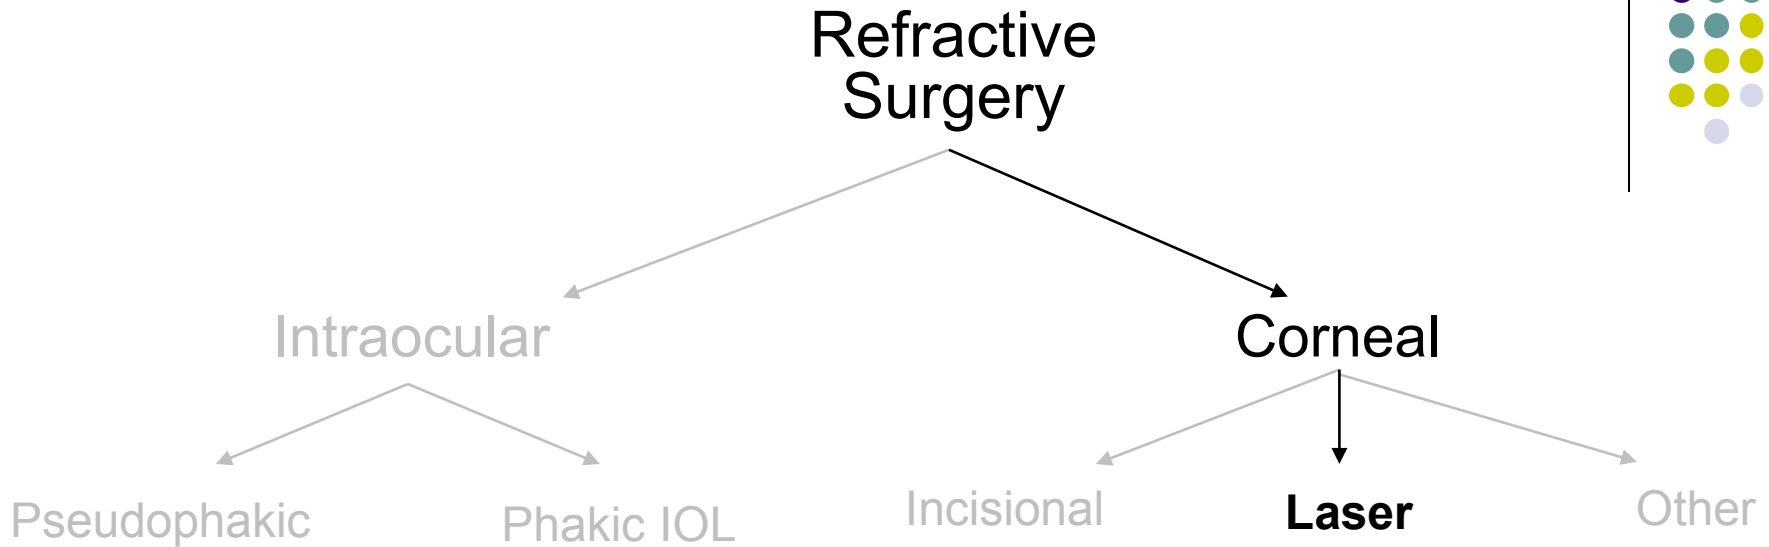 Refractive
Surgery
Intraocular
Corneal
Pseudophakic
Phakic IOL
Incisional
Laser
Other